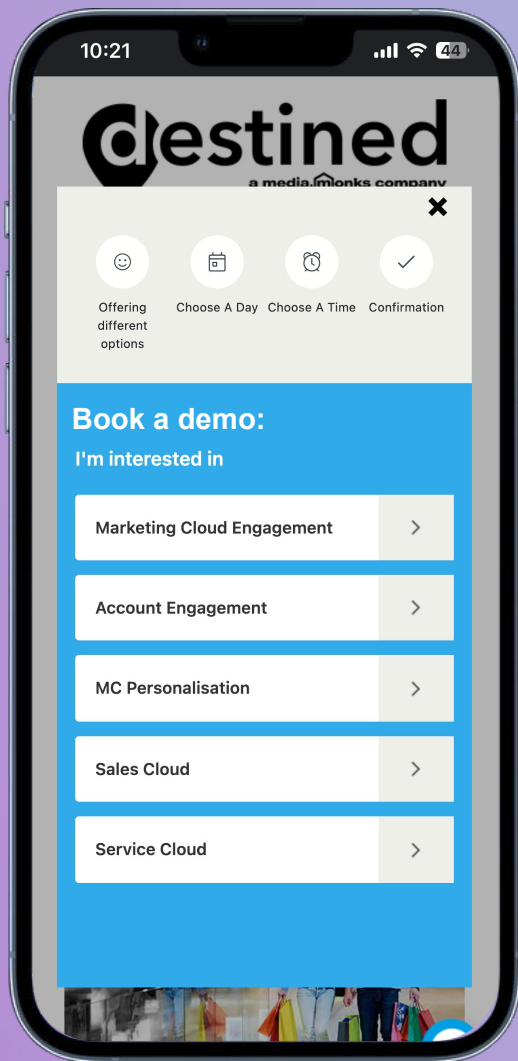 10:21
44
destined
a media.monks company
Offering
different
options
Choose A Day
Choose A Time
Confirmation
Book a demo:
I'm interested in
Marketing Cloud Engagement
Account Engagement
MC Personalisation
Sales Cloud
Service Cloud